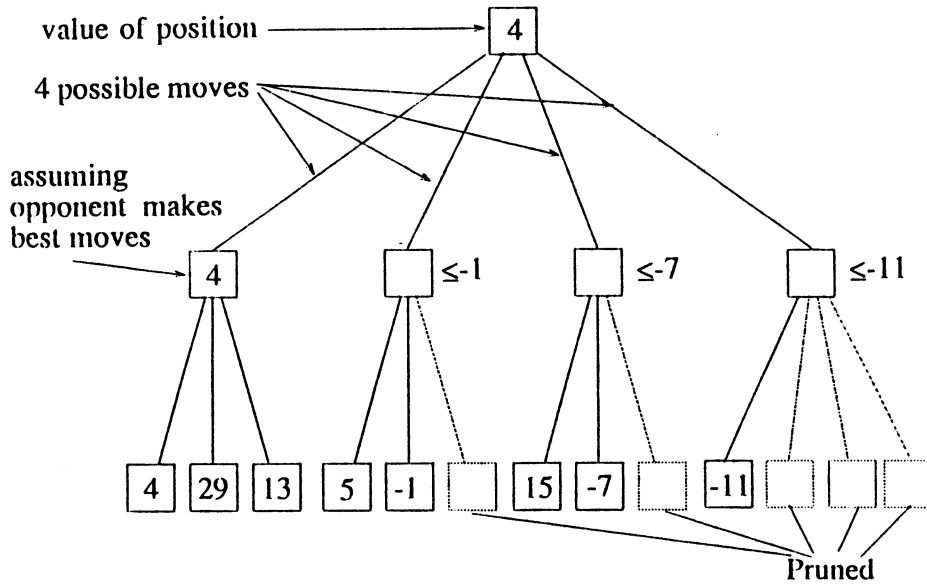 value of position
4
4 possible moves
assuming
opponent makes
best moves
4
≤-1
≤-7
≤-11
4 29 13 5 -1 15 -7 -11
Pruned